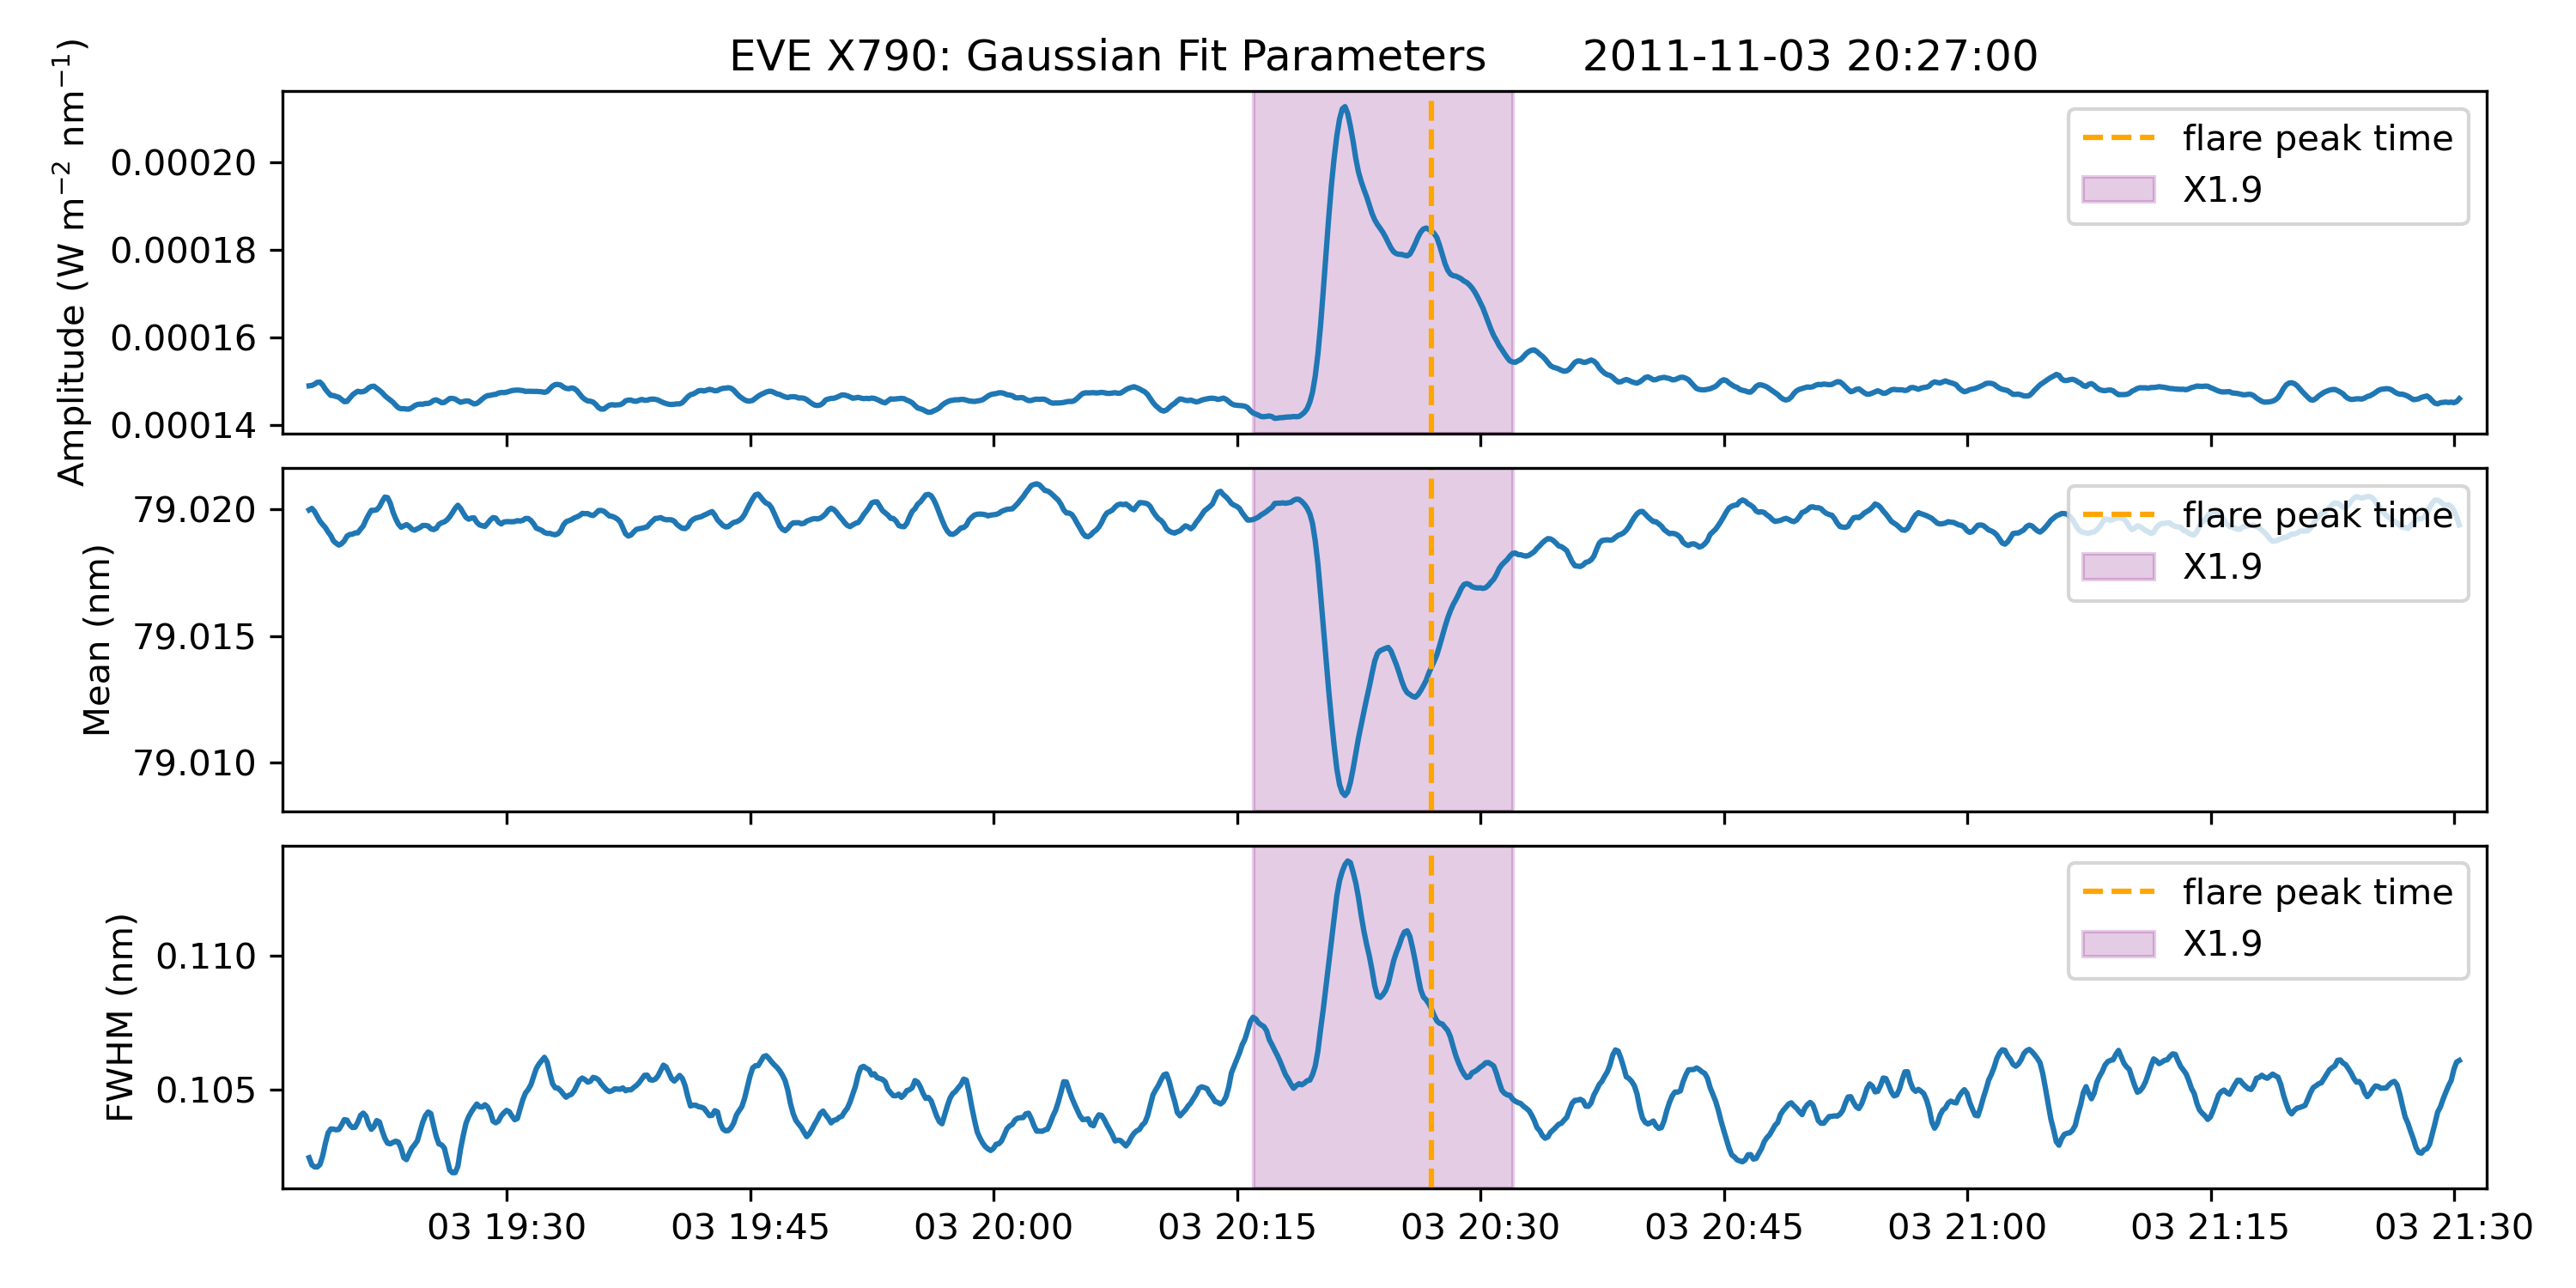 EVE X790: Gaussian Fit Parameters 2011-11-03 20:27:00
Amplitude (W m⁻² nm⁻¹)
0.00020
0.00018
0.00016
0.00014
flare peak time
X1.9
Mean (nm)
79.020
79.015
79.010
flare peak time
X1.9
FWHM (nm)
0.110
0.105
flare peak time
X1.9
03 19:30 03 19:45 03 20:00 03 20:15 03 20:30 03 20:45 03 21:00 03 21:15 03 21:30